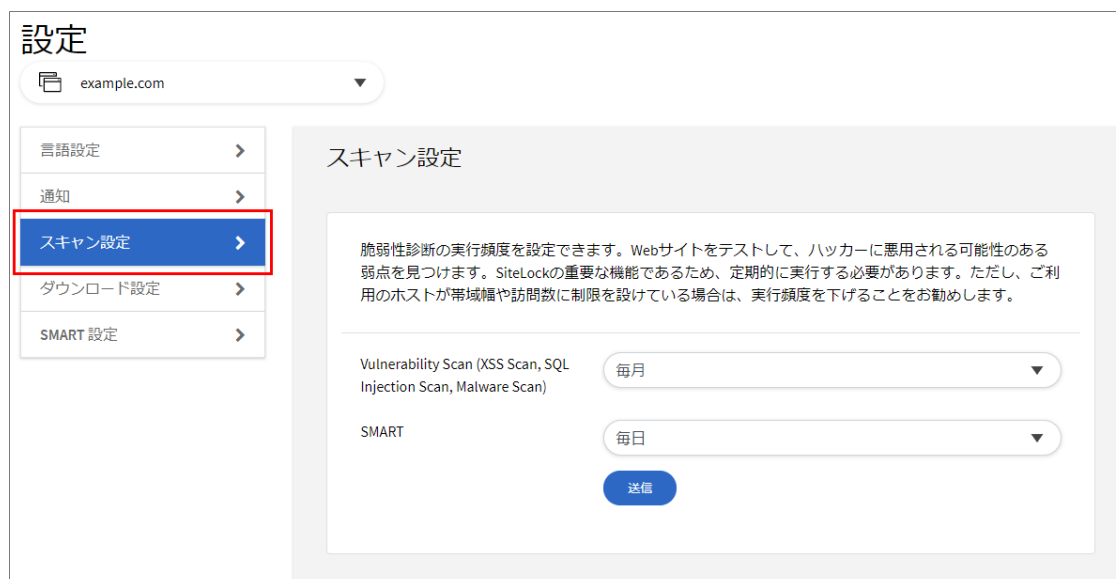 設定
example.com
言語設定
通知
スキャン設定
ダウンロード設定
SMART 設定
スキャン設定
脆弱性診断の実行頻度を設定できます。Webサイトをテストして、ハッカーに悪用される可能性のある
弱点を見つけます。SiteLockの重要な機能であるため、定期的に実行する必要があります。ただし、ご利
用のホストが帯域幅や訪問数に制限を設けている場合は、実行頻度を下げることをお勧めします。
Vulnerability Scan (XSS Scan, SQL
Injection Scan, Malware Scan)
毎月
SMART
毎日
送信